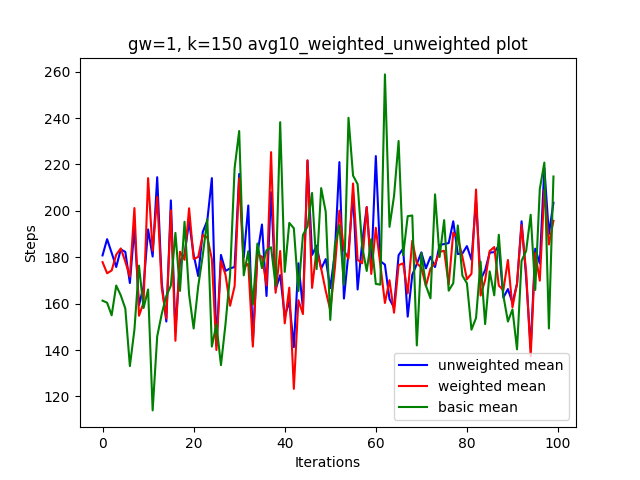 gw=1, k=150 avg10_weighted_unweighted plot
260
240
220
200
180
160
140
120
Steps
0 20 40 60 80 100
Iterations
unweighted mean
weighted mean
basic mean